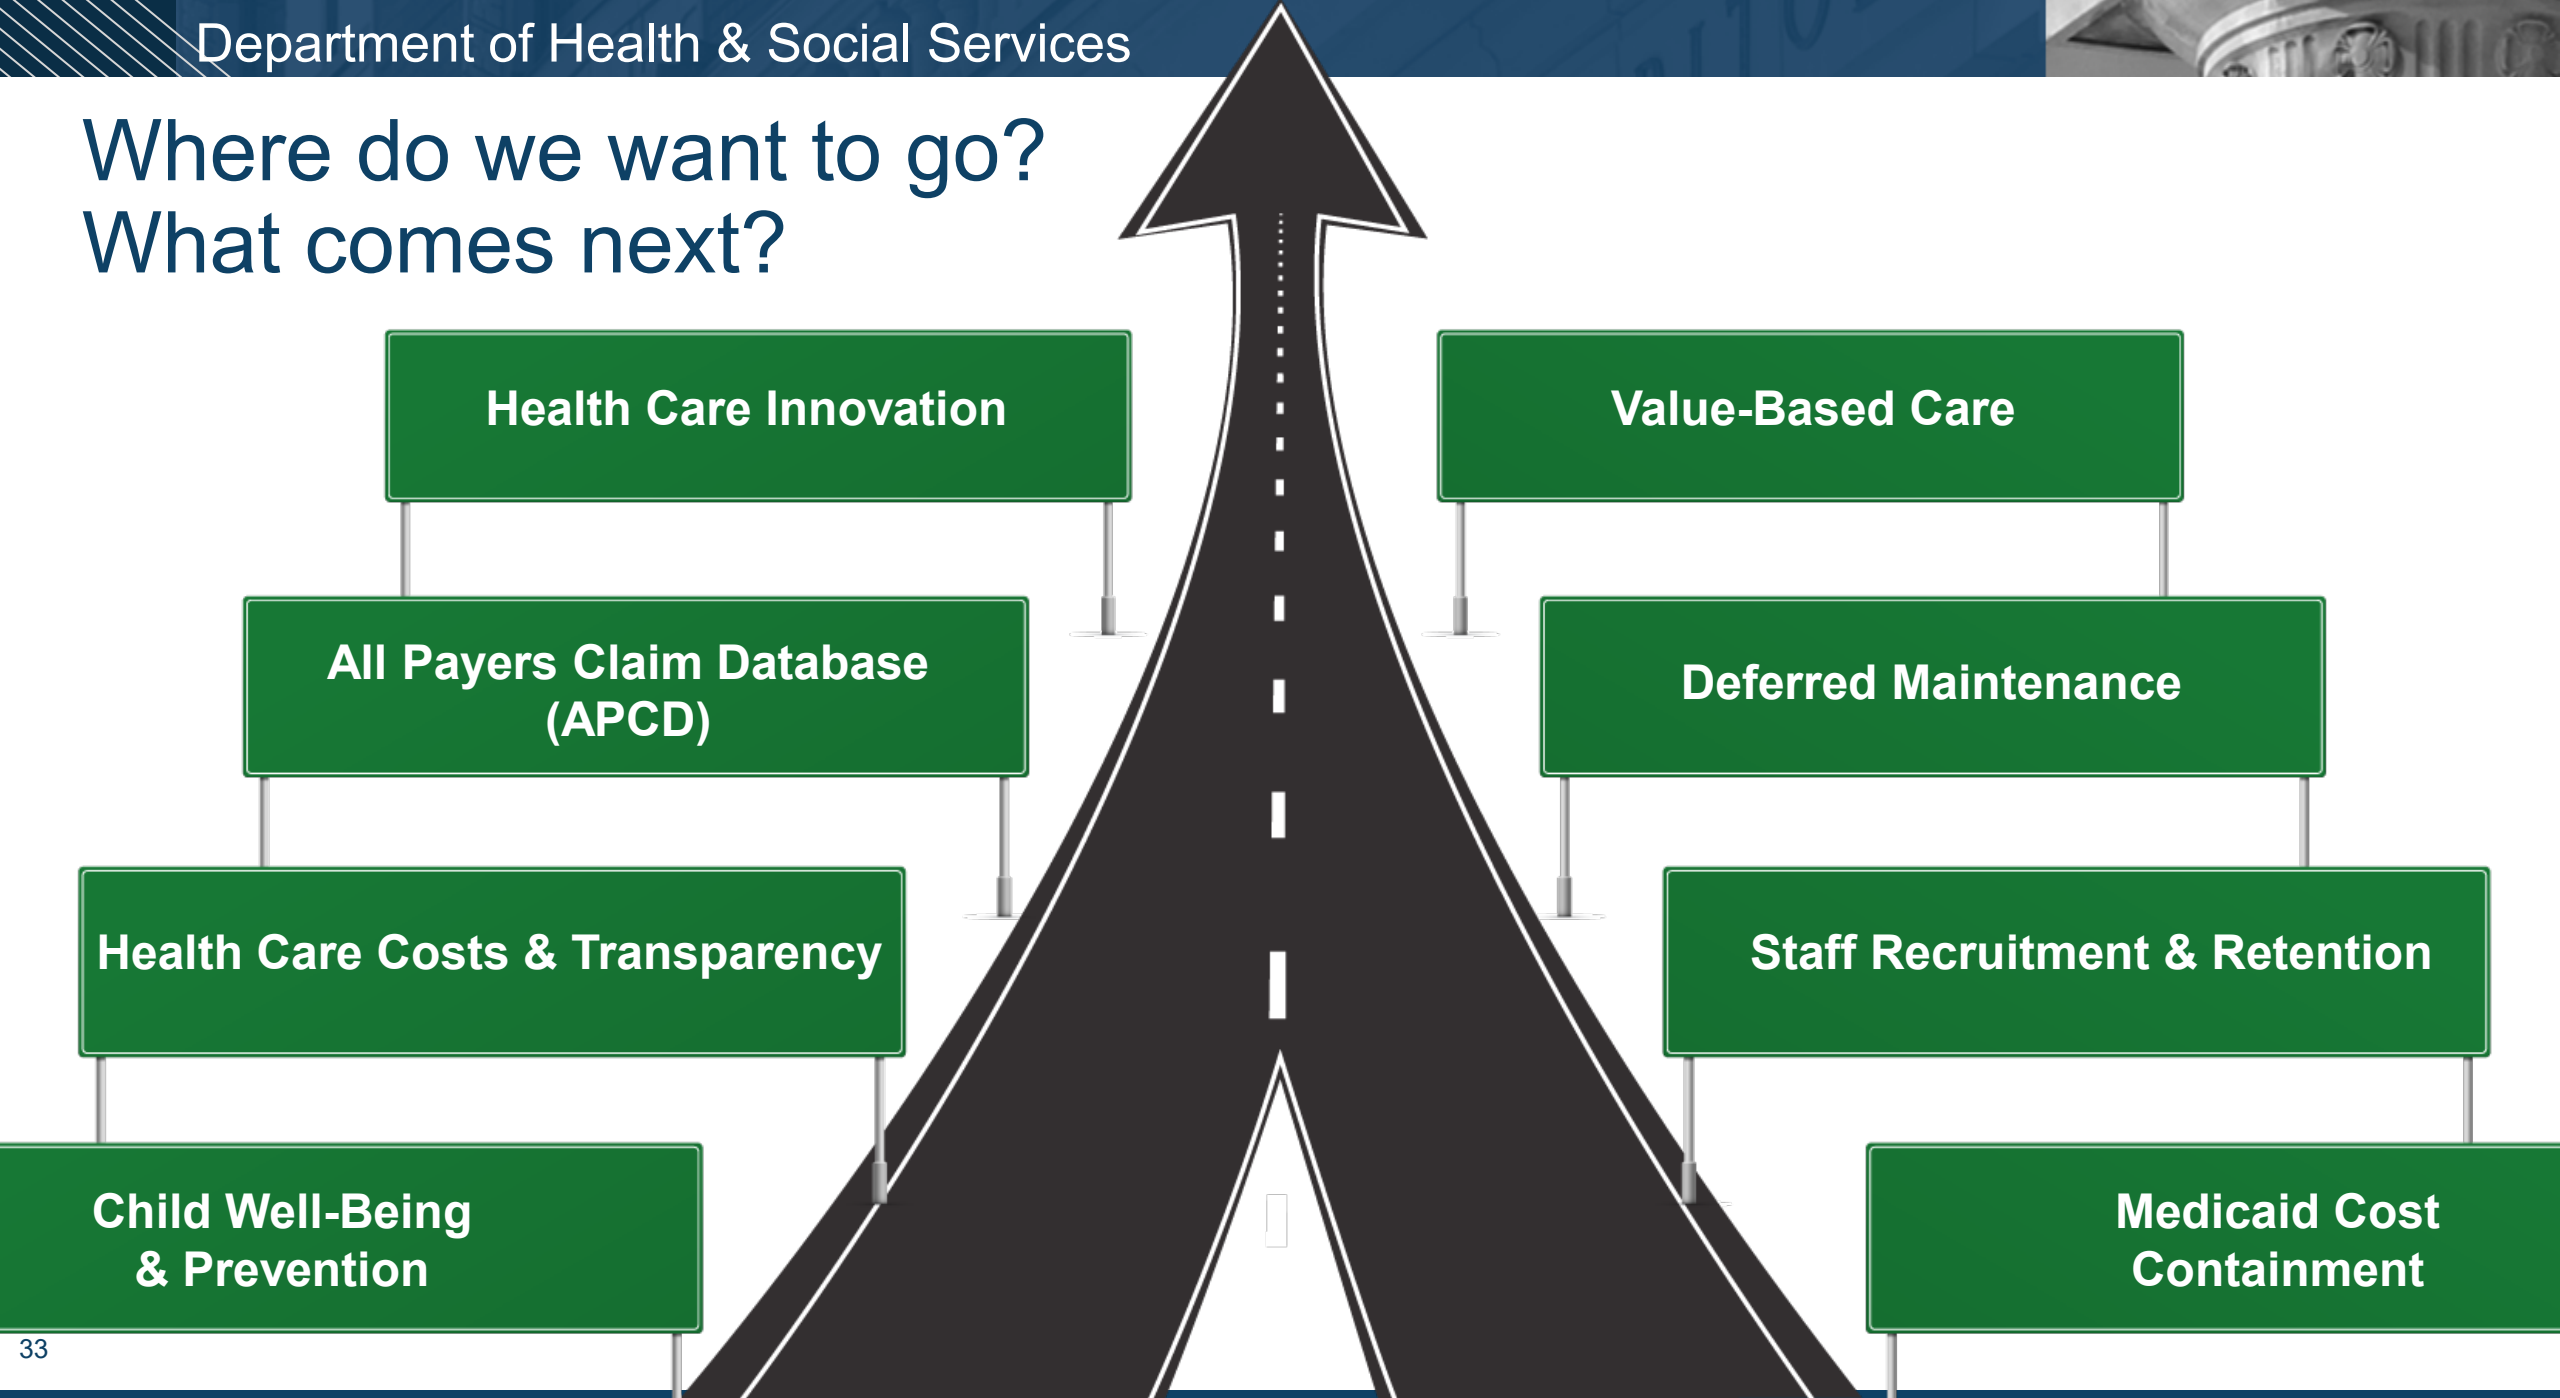 Department of Health & Social Services
Where do we want to go?
What comes next?
Health Care Innovation
Value-Based Care
All Payers Claim Database
(APCD)
Deferred Maintenance
Health Care Costs & Transparency
Staff Recruitment & Retention
Child Well-Being
& Prevention
Medicaid Cost
Containment
33